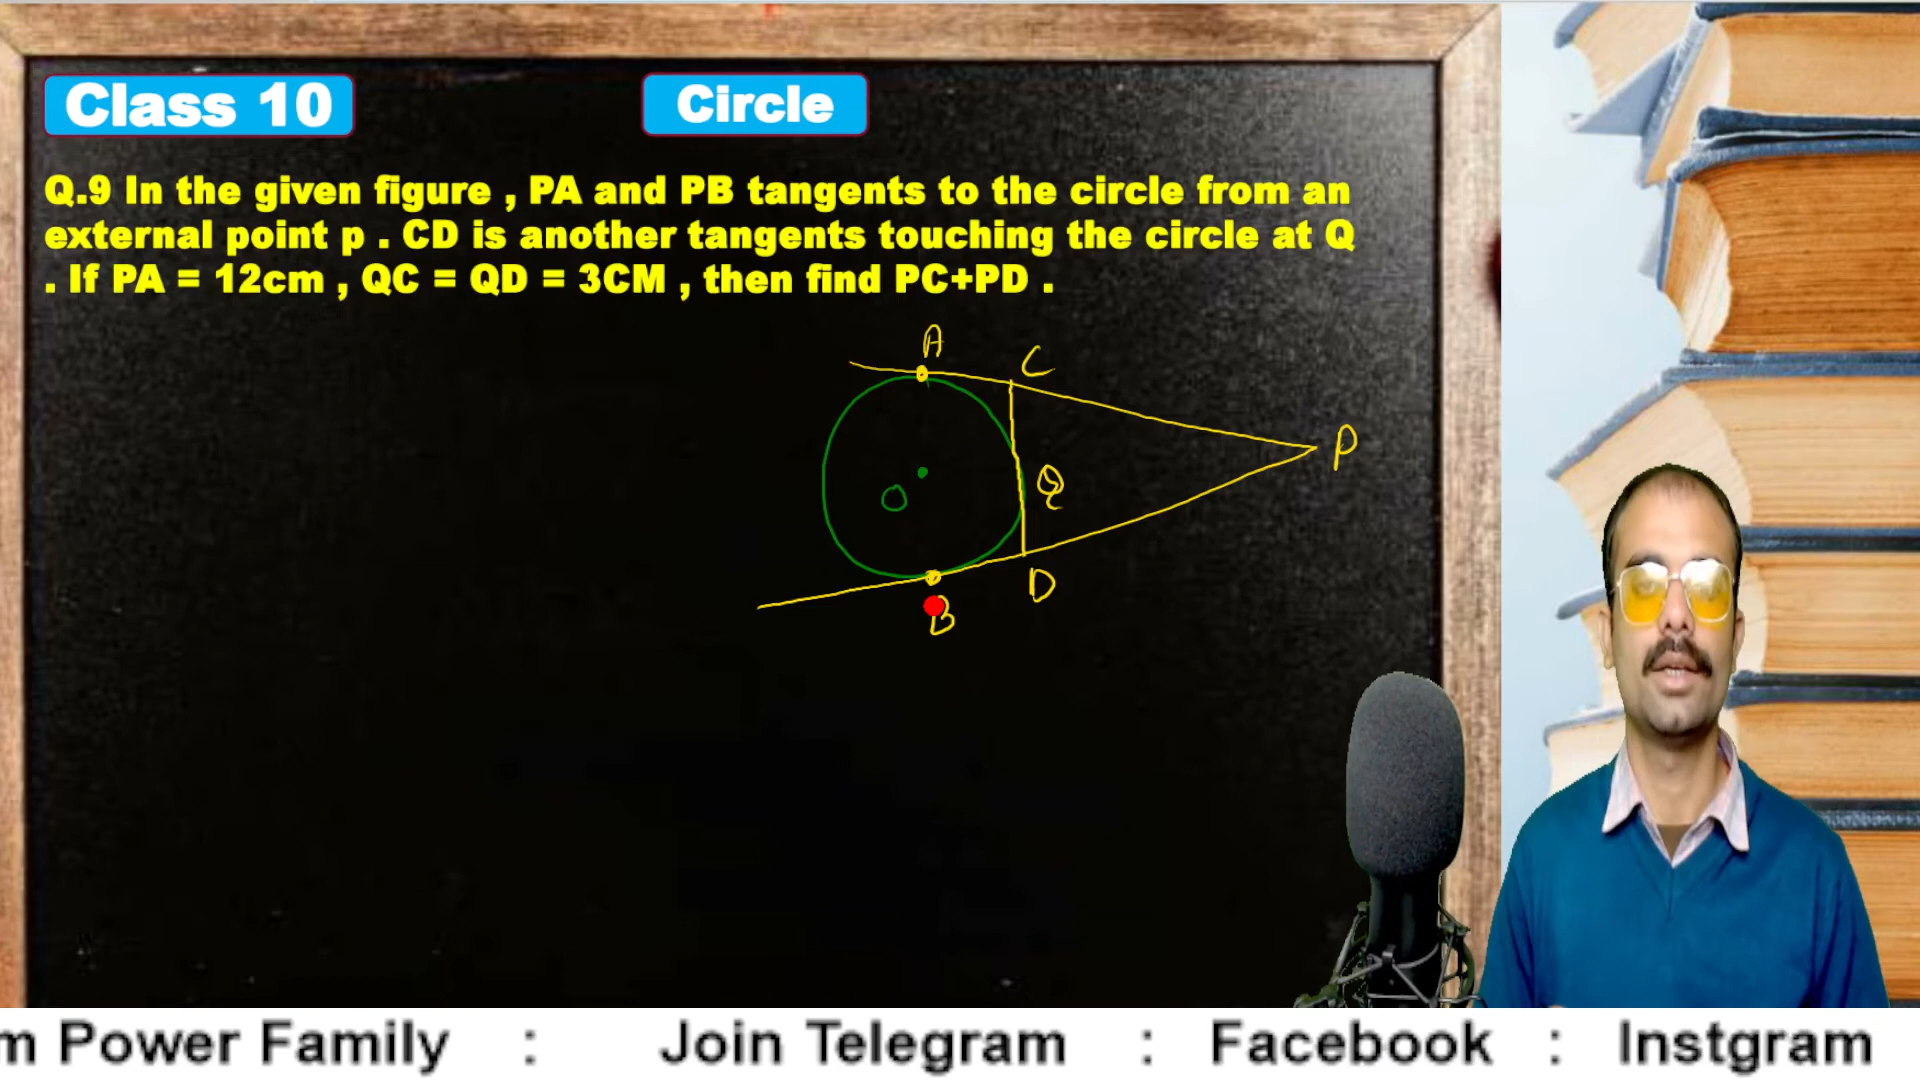 Class 10
Circle
Q.9 In the given figure , PA and PB tangents to the circle from an
external point p . CD is another tangents touching the circle at Q
. If PA = 12cm , QC = QD = 3CM , then find PC+PD .
A
C
P
Q
O
D
B
m Power Family : Join Telegram : Facebook : Instgram